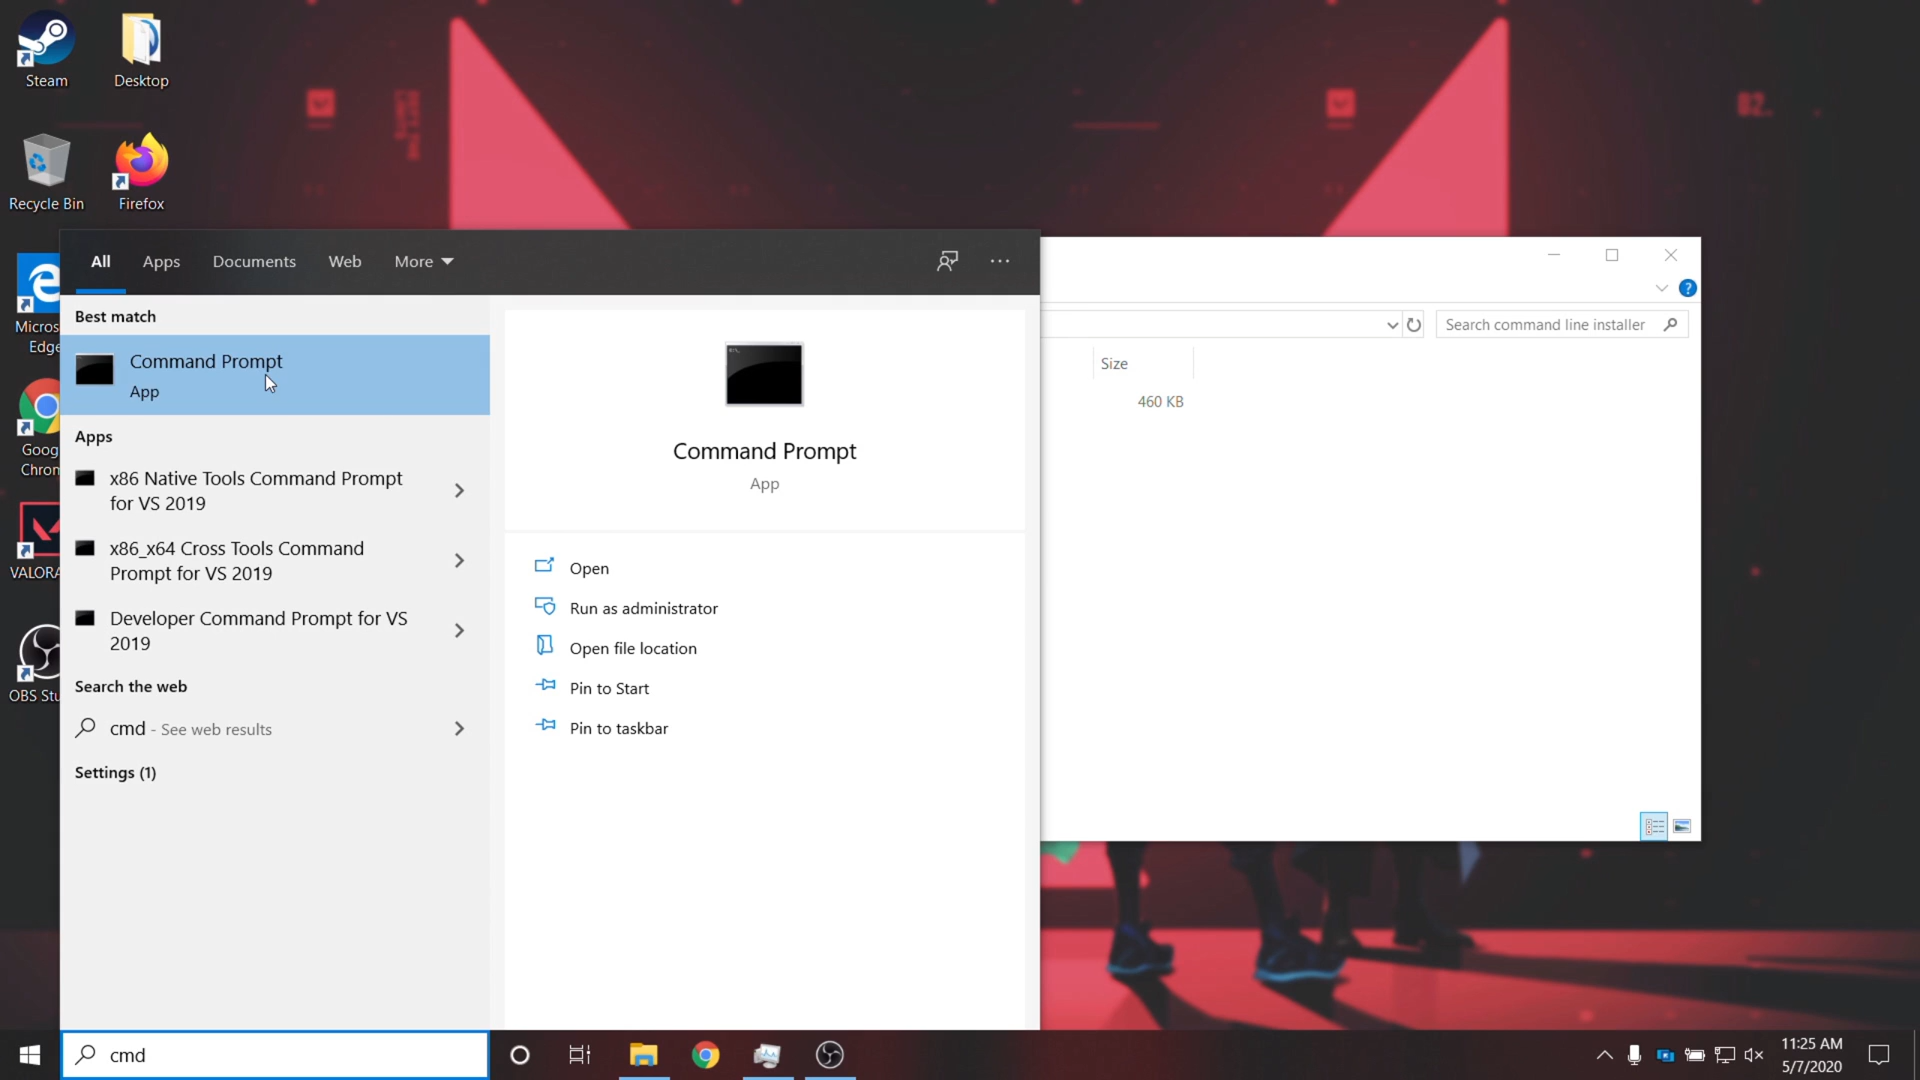 Steam
Desktop
Recycle Bin
Firefox
Micros
Edge
Goog
Chrom
VALORA
OBS Stu
All
Apps
Documents
Web
More
Best match
Command Prompt
App
Apps
x86 Native Tools Command Prompt
for VS 2019
x86_x64 Cross Tools Command
Prompt for VS 2019
Developer Command Prompt for VS
2019
Search the web
cmd - See web results
Settings (1)
Command Prompt
App
Open
Run as administrator
Open file location
Pin to Start
Pin to taskbar
?
Search command line installer
Size
460 KB
02.
cmd
11:25 AM
5/7/2020